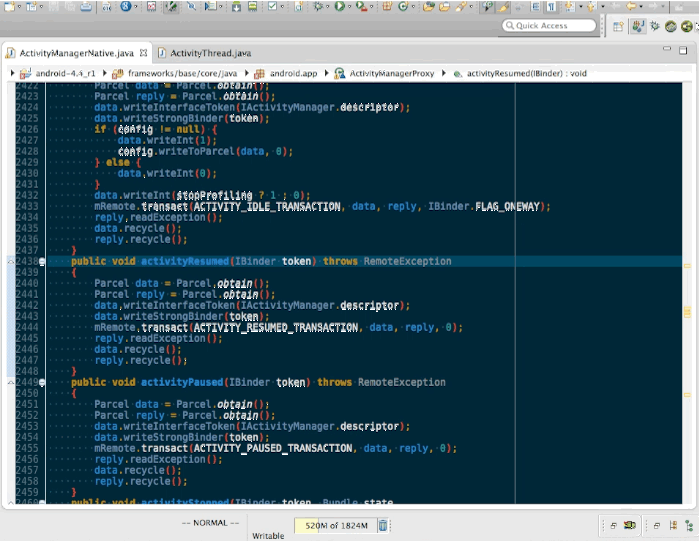 Quick Access
ActivityManagerNative.java
ActivityThread.java
android-4.4_r1
frameworks/base/core/java
android.app
ActivityManagerProxy
activityResumed(IBinder) : void
2422 Parcel data = Parcel.obtain();
2423 Parcel reply = Parcel.obtain();
2424 data.writeInterfaceToken(IActivityManager.descriptor);
2425 data.writeStrongBinder(token);
2426 if (config != null) {
2427 data.writeInt(1);
2428 config.writeToParcel(data, 0);
2429 } else {
2430 data.writeInt(0);
2431 }
2432 data.writeInt(stopProfiling ? 1 : 0);
2433 mRemote.transact(ACTIVITY_IDLE_TRANSACTION, data, reply, IBinder.FLAG_ONEWAY);
2434 reply.readException();
2435 data.recycle();
2436 reply.recycle();
2437 }
2438 public void activityResumed(IBinder token) throws RemoteException
2439 {
2440 Parcel data = Parcel.obtain();
2441 Parcel reply = Parcel.obtain();
2442 data.writeInterfaceToken(IActivityManager.descriptor);
2443 data.writeStrongBinder(token);
2444 mRemote.transact(ACTIVITY_RESUMED_TRANSACTION, data, reply, 0);
2445 reply.readException();
2446 data.recycle();
2447 reply.recycle();
2448 }
2449 public void activityPaused(IBinder token) throws RemoteException
2450 {
2451 Parcel data = Parcel.obtain();
2452 Parcel reply = Parcel.obtain();
2453 data.writeInterfaceToken(IActivityManager.descriptor);
2454 data.writeStrongBinder(token);
2455 mRemote.transact(ACTIVITY_PAUSED_TRANSACTION, data, reply, 0);
2456 reply.readException();
2457 data.recycle();
2458 reply.recycle();
2459 }
2460 public void activityStopped(IBinder token, Bundle state,
-- NORMAL --
Writable
520M of 1824M